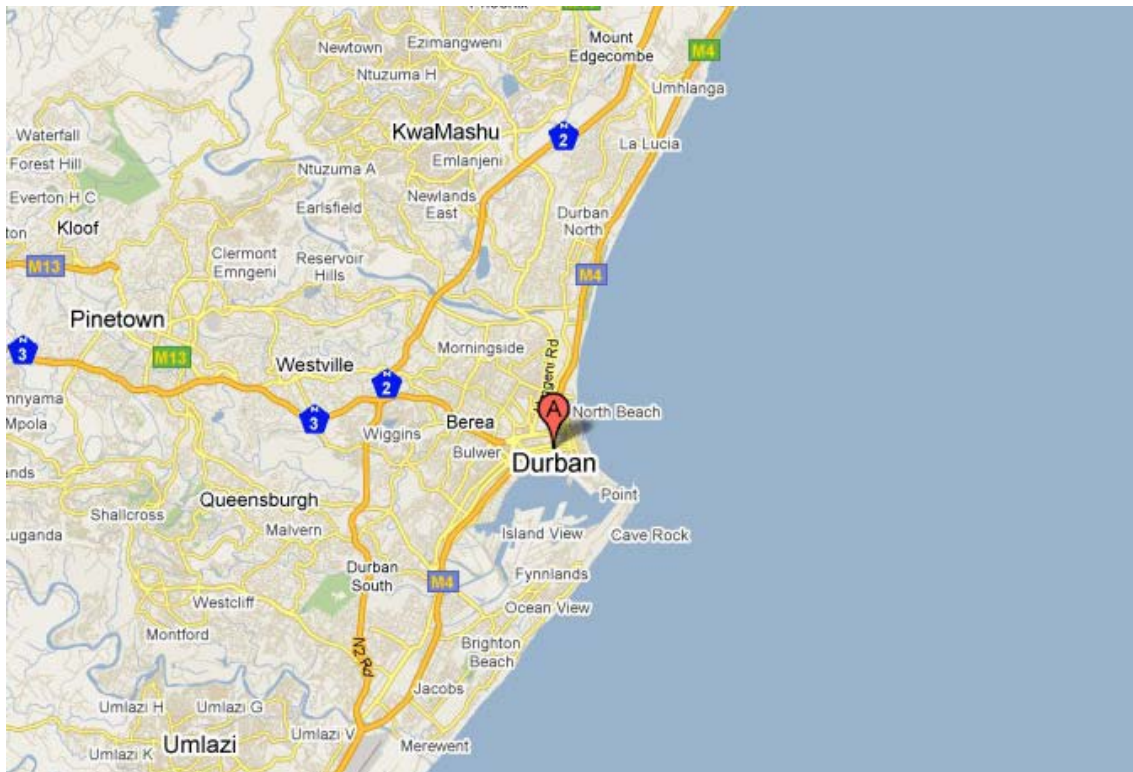 Newtown
Ezimangweni
Mount
Edgecombe
M4
Ntuzuma H
Umhlanga
Waterfall
KwaMashu
N
2
La Lucia
Forest Hill
Emlanjeni
Ntuzuma A
Everton H C
Newlands
East
Earlsfield
Durban
North
Kloof
Clermont
Emngeni
Reservoir
Hills
M13
M4
Pinetown
Morningside
N
3
M13
Westville
N
2
A
North Beach
N
3
Berea
Mpola
Wiggins
Bulwer
Durban
Point
Queensburgh
Shallcross
Malvern
Island View
Cave Rock
Durban
South
M4
Fynnlands
Westcliff
Ocean View
Montford
N2 Rd
Brighton
Beach
Jacobs
Umlazi H
Umlazi G
Umlazi V
Umlazi
Merewent
Umlazi K